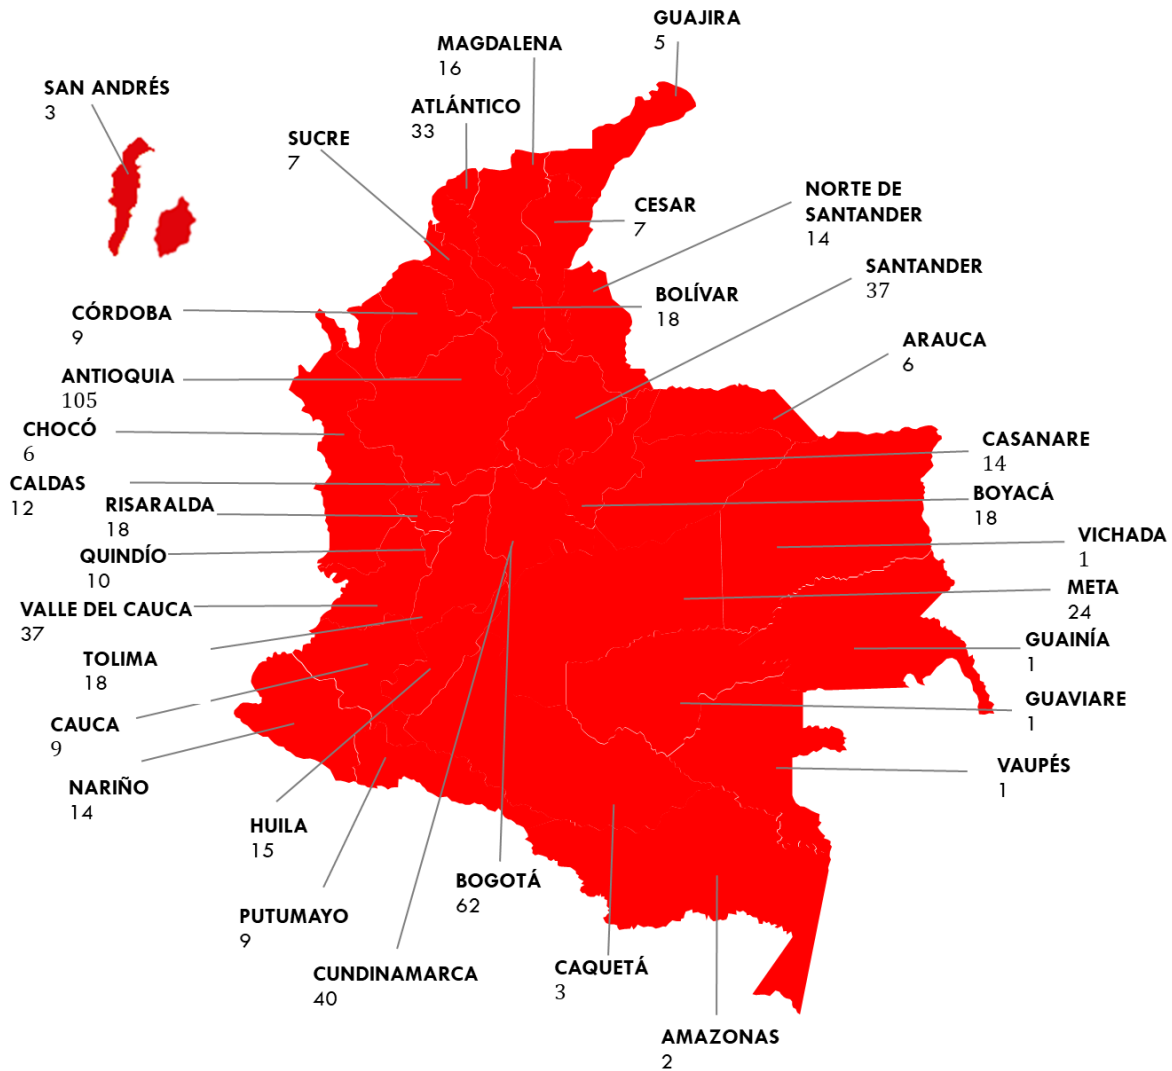 GUAJIRA
5
MAGDALENA
16
SAN ANDRÉS
3
ATLÁNTICO
33
SUCRE
7
NORTE DE
SANTANDER
14
CESAR
7
SANTANDER
37
BOLÍVAR
18
CÓRDOBA
9
ARAUCA
6
ANTIOQUIA
105
CHOCÓ
6
CASANARE
14
CALDAS
12
BOYACÁ
18
RISARALDA
18
VICHADA
1
QUINDÍO
10
META
24
VALLE DEL CAUCA
37
GUAINÍA
1
TOLIMA
18
GUAVIARE
1
CAUCA
9
VAUPÉS
1
NARIÑO
14
HUILA
15
BOGOTÁ
62
PUTUMAYO
9
CAQUETÁ
3
CUNDINAMARCA
40
AMAZONAS
2